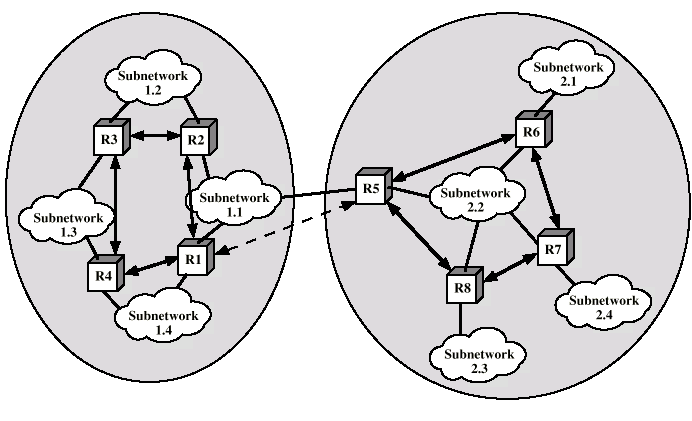 Subnetwork
1.2
R3
R2
Subnetwork
1.1
Subnetwork
1.3
R4
R1
Subnetwork
1.4
Subnetwork
2.1
R6
R5
Subnetwork
2.2
R7
R8
Subnetwork
2.4
Subnetwork
2.3